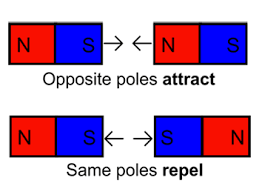 N S N S
Opposite poles attract
N S S N
Same poles repel